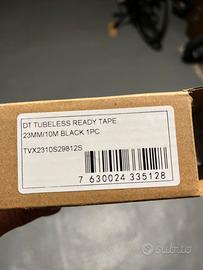 DT TUBELESS READY TAPE
23MM/10M BLACK 1PC
TVX2310S29812S
7 630024 335128
subito